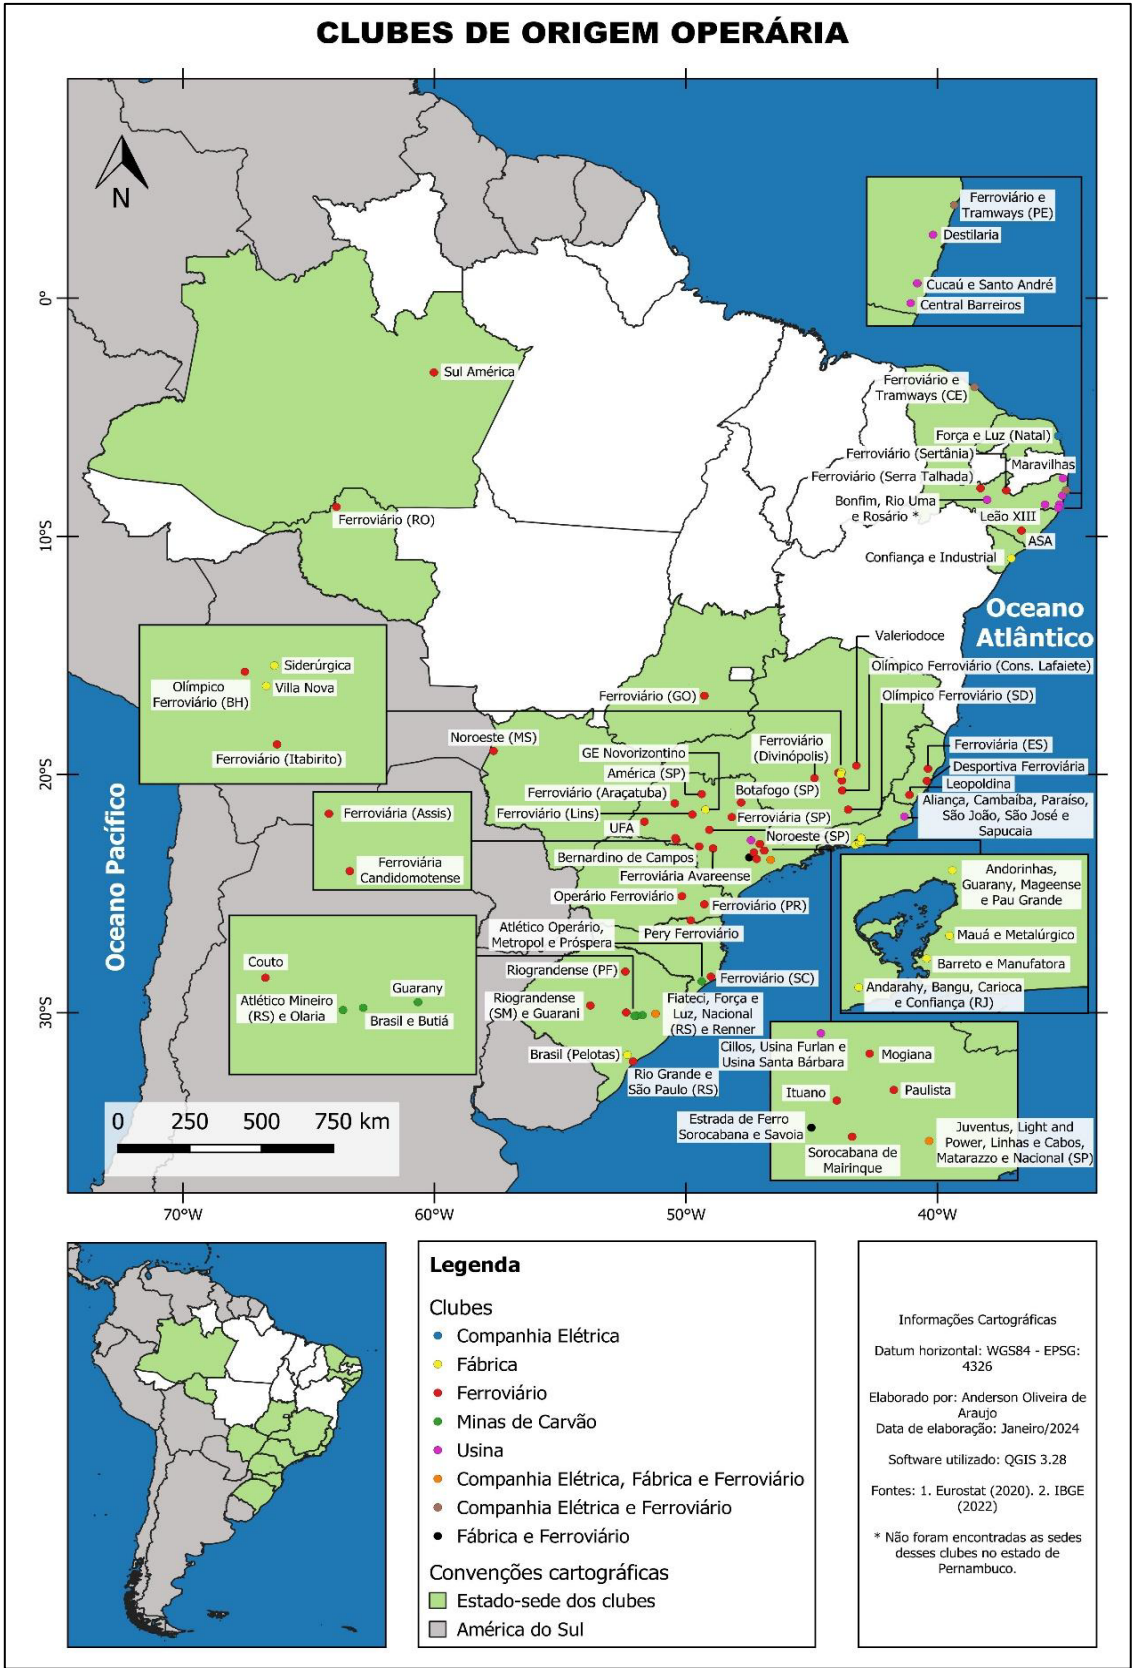 CLUBES DE ORIGEM OPERÁRIA
N
0°
10°S
20°S
30°S
70°W
60°W
50°W
40°W
Ferroviário e
Tramways (PE)
Destilaria
Cucaú e Santo André
Central Barreiros
Sul América
Ferroviário e
Tramways (CE)
Força e Luz (Natal)
Ferroviário (Sertânia)
Maravilhas
Ferroviário (Serra Talhada)
Bonfim, Rio Uma
e Rosário *
Leão XIII
ASA
Confiança e Industrial
Ferroviário (RO)
Oceano
Atlântico
Oceano Pacífico
Valeriodoce
Olímpico Ferroviário (Cons. Lafaiete)
Olímpico Ferroviário (SD)
Siderúrgica
Villa Nova
Olímpico
Ferroviário (BH)
Ferroviário (Itabirito)
Ferroviário (GO)
Noroeste (MS)
Ferroviário
(Divinópolis)
GE Novorizontino
América (SP)
Botafogo (SP)
Ferroviário (Araçatuba)
Ferroviária (ES)
Desportiva Ferroviária
Leopoldina
Aliança, Cambaíba, Paraíso,
São João, São José e
Sapucaia
Ferroviário (Lins)
Ferroviária (SP)
UFA
Noroeste (SP)
Bernardino de Campos
Ferroviária Avareense
Ferroviária (Assis)
Ferroviária
Candidomotense
Operário Ferroviário
Ferroviário (PR)
Pery Ferroviário
Atlético Operário,
Metropol e Próspera
Ferroviário (SC)
Riograndense (PF)
Riograndense
(SM) e Guarani
Fiateci, Força e
Luz, Nacional
(RS) e Renner
Brasil (Pelotas)
Rio Grande e
São Paulo (RS)
Couto
Guarany
Atlético Mineiro
(RS) e Olaria
Brasil e Butiá
Andorinhas,
Guarany, Mageense
e Pau Grande
Mauá e Metalúrgico
Barreto e Manufatora
Andarahy, Bangu, Carioca
e Confiança (RJ)
Cillos, Usina Furlan e
Usina Santa Bárbara
Mogiana
Ituano
Paulista
Estrada de Ferro
Sorocabana e Savoia
Sorocabana de
Mairinque
Juventus, Light and
Power, Linhas e Cabos,
Matarazzo e Nacional (SP)
0 250 500 750 km
Legenda
Clubes
Companhia Elétrica
Fábrica
Ferroviário
Minas de Carvão
Usina
Companhia Elétrica, Fábrica e Ferroviário
Companhia Elétrica e Ferroviário
Fábrica e Ferroviário
Convenções cartográficas
Estado-sede dos clubes
América do Sul
Informações Cartográficas
Datum horizontal: WGS84 - EPSG:
4326
Elaborado por: Anderson Oliveira de
Araujo
Data de elaboração: Janeiro/2024
Software utilizado: QGIS 3.28
Fontes: 1. Eurostat (2020). 2. IBGE
(2022)
* Não foram encontradas as sedes
desses clubes no estado de
Pernambuco.